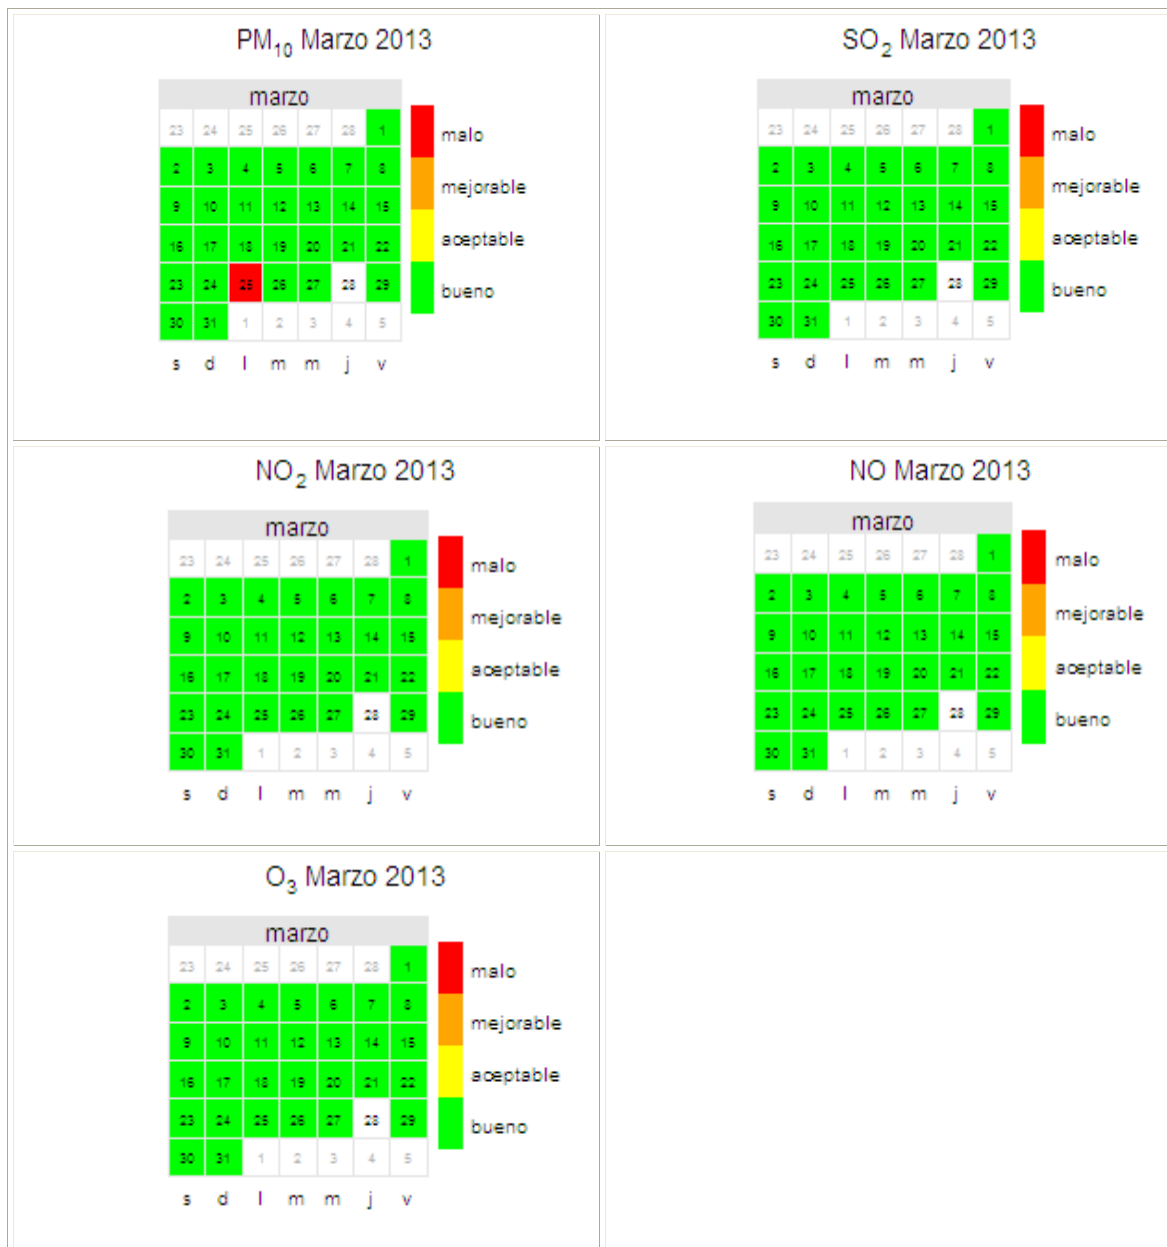 PM10 Marzo 2013
marzo
23 24 25 26 27 28 1
2 3 4 5 6 7 8
9 10 11 12 13 14 15
16 17 18 19 20 21 22
23 24 25 26 27 28 29
30 31 1 2 3 4 5
s d l m m j v
malo
mejorable
aceptable
bueno
SO2 Marzo 2013
marzo
23 24 25 26 27 28 1
2 3 4 5 6 7 8
9 10 11 12 13 14 15
16 17 18 19 20 21 22
23 24 25 26 27 28 29
30 31 1 2 3 4 5
s d l m m j v
malo
mejorable
aceptable
bueno
NO2 Marzo 2013
marzo
23 24 25 26 27 28 1
2 3 4 5 6 7 8
9 10 11 12 13 14 15
16 17 18 19 20 21 22
23 24 25 26 27 28 29
30 31 1 2 3 4 5
s d l m m j v
malo
mejorable
aceptable
bueno
NO Marzo 2013
marzo
23 24 25 26 27 28 1
2 3 4 5 6 7 8
9 10 11 12 13 14 15
16 17 18 19 20 21 22
23 24 25 26 27 28 29
30 31 1 2 3 4 5
s d l m m j v
malo
mejorable
aceptable
bueno
O3 Marzo 2013
marzo
23 24 25 26 27 28 1
2 3 4 5 6 7 8
9 10 11 12 13 14 15
16 17 18 19 20 21 22
23 24 25 26 27 28 29
30 31 1 2 3 4 5
s d l m m j v
malo
mejorable
aceptable
bueno